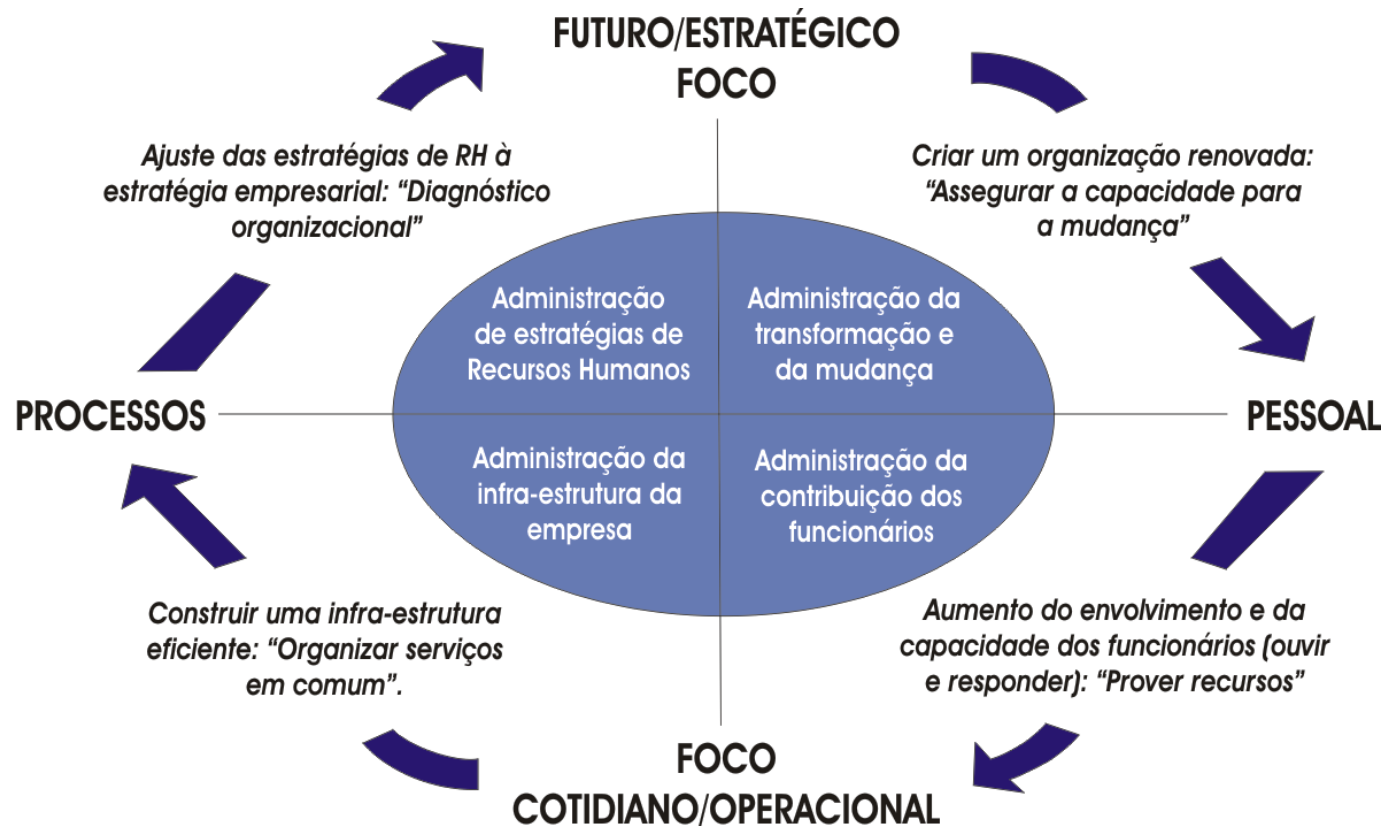 FUTURO/ESTRATÉGICO
FOCO
Ajuste das estratégias de RH à
estratégia empresarial: “Diagnóstico
organizacional”
Criar um organização renovada:
“Assegurar a capacidade para
a mudança”
Administração
de estratégias de
Recursos Humanos
Administração da
transformação e
da mudança
PROCESSOS
PESSOAL
Administração da
infra-estrutura da
empresa
Administração da
contribuição dos
funcionários
Construir uma infra-estrutura
eficiente: “Organizar serviços
em comum”.
Aumento do envolvimento e da
capacidade dos funcionários (ouvir
e responder): “Prover recursos”
FOCO
COTIDIANO/OPERACIONAL